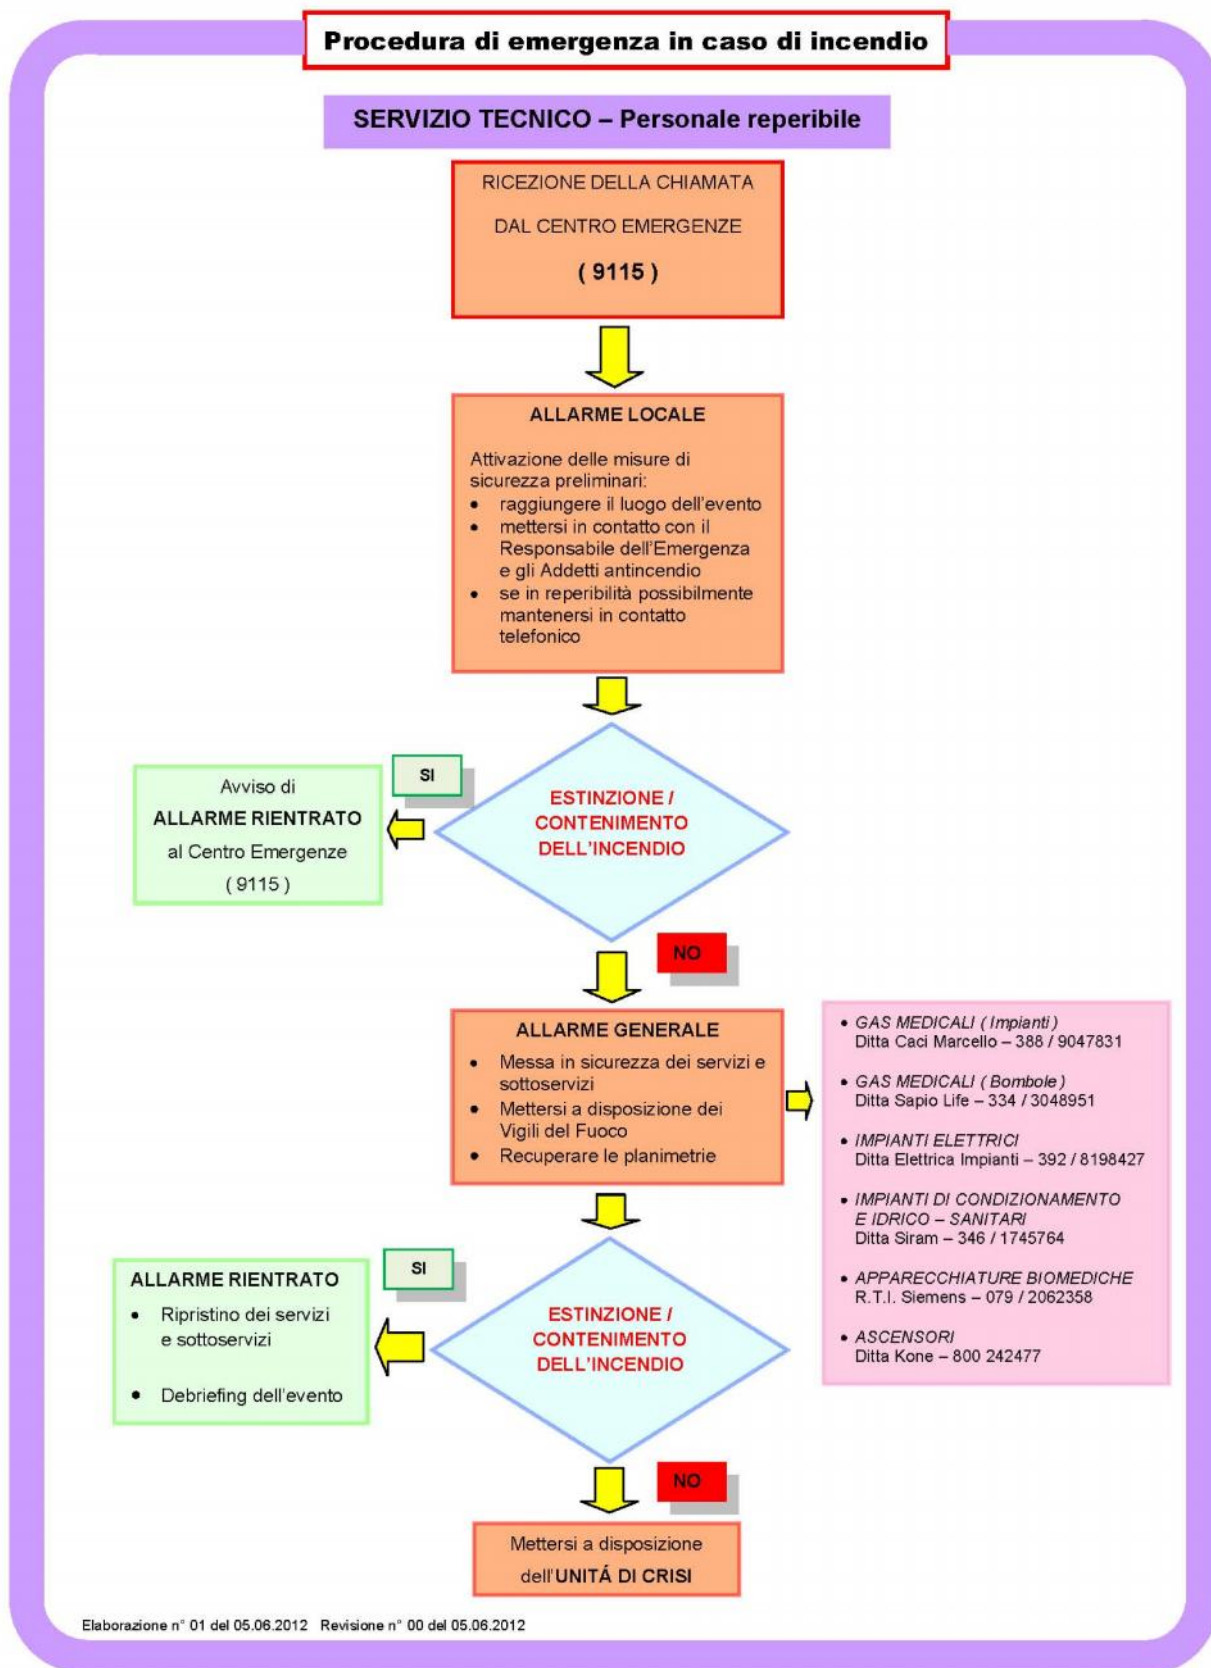 Procedura di emergenza in caso di incendio
SERVIZIO TECNICO – Personale reperibile
RICEZIONE DELLA CHIAMATA
DAL CENTRO EMERGENZE
( 9115 )
ALLARME LOCALE
Attivazione delle misure di
sicurezza preliminari:
• raggiungere il luogo dell'evento
• mettersi in contatto con il
Responsabile dell'Emergenza
e gli Addetti antincendio
• se in reperibilità possibilmente
mantenersi in contatto
telefonico
ESTINZIONE /
CONTENIMENTO
DELL'INCENDIO
SI
Avviso di
ALLARME RIENTRATO
al Centro Emergenze
( 9115 )
NO
ALLARME GENERALE
• Messa in sicurezza dei servizi e
sottoservizi
• Mettersi a disposizione dei
Vigili del Fuoco
• Recuperare le planimetrie
• GAS MEDICALI ( Impianti )
Ditta Caci Marcello – 388 / 9047831
• GAS MEDICALI ( Bombole )
Ditta Sapio Life – 334 / 3048951
• IMPIANTI ELETTRICI
Ditta Elettrica Impianti – 392 / 8198427
• IMPIANTI DI CONDIZIONAMENTO
E IDRICO – SANITARI
Ditta Siram – 346 / 1745764
• APPARECCHIATURE BIOMEDICHE
R.T.I. Siemens – 079 / 2062358
• ASCENSORI
Ditta Kone – 800 242477
ESTINZIONE /
CONTENIMENTO
DELL'INCENDIO
SI
ALLARME RIENTRATO
• Ripristino dei servizi
e sottoservizi
• Debriefing dell'evento
NO
Mettersi a disposizione
dell'UNITÁ DI CRISI
Elaborazione n° 01 del 05.06.2012 Revisione n° 00 del 05.06.2012